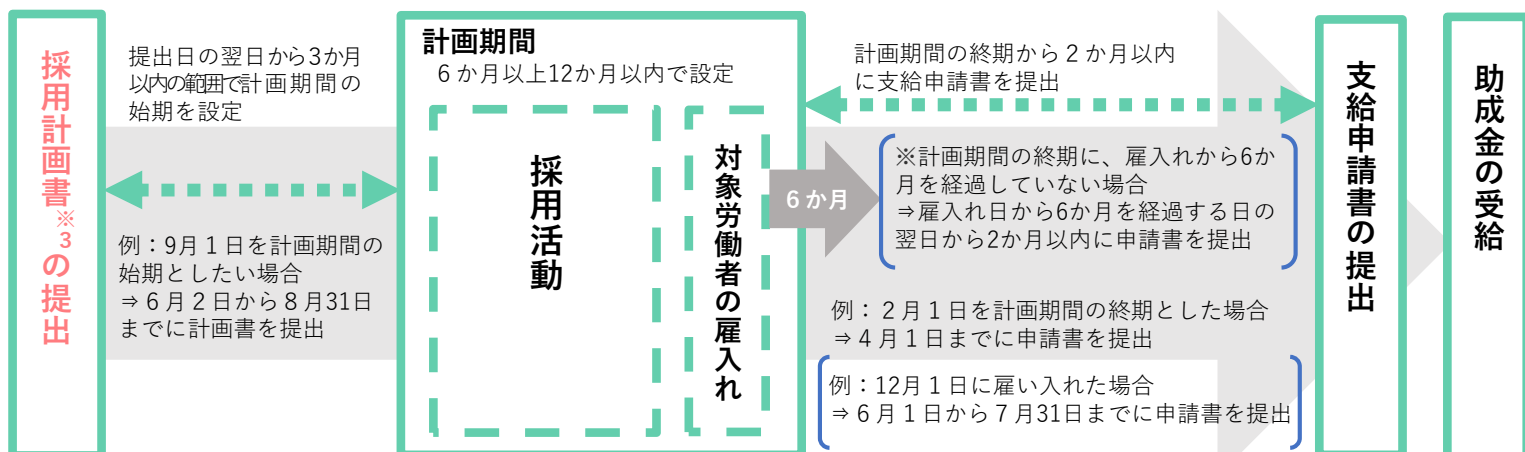 採用計画書※3の提出
提出日の翌日から3か月
以内の範囲で計画期間の
始期を設定
例：9月１日を計画期間の
始期としたい場合
⇒６月２日から８月31日
までに計画書を提出
計画期間
６か月以上12か月以内で設定
採用活動
対象労働者の雇入れ
６か月
計画期間の終期から２か月以内
に支給申請書を提出
※計画期間の終期に、雇入れから6か
月を経過していない場合
⇒雇入れ日から6か月を経過する日の
翌日から2か月以内に申請書を提出
例：２月１日を計画期間の終期とした場合
⇒４月１日までに申請書を提出
例：12月１日に雇い入れた場合
⇒６月１日から７月31日までに申請書を提出
支給申請書の提出
助成金の受給